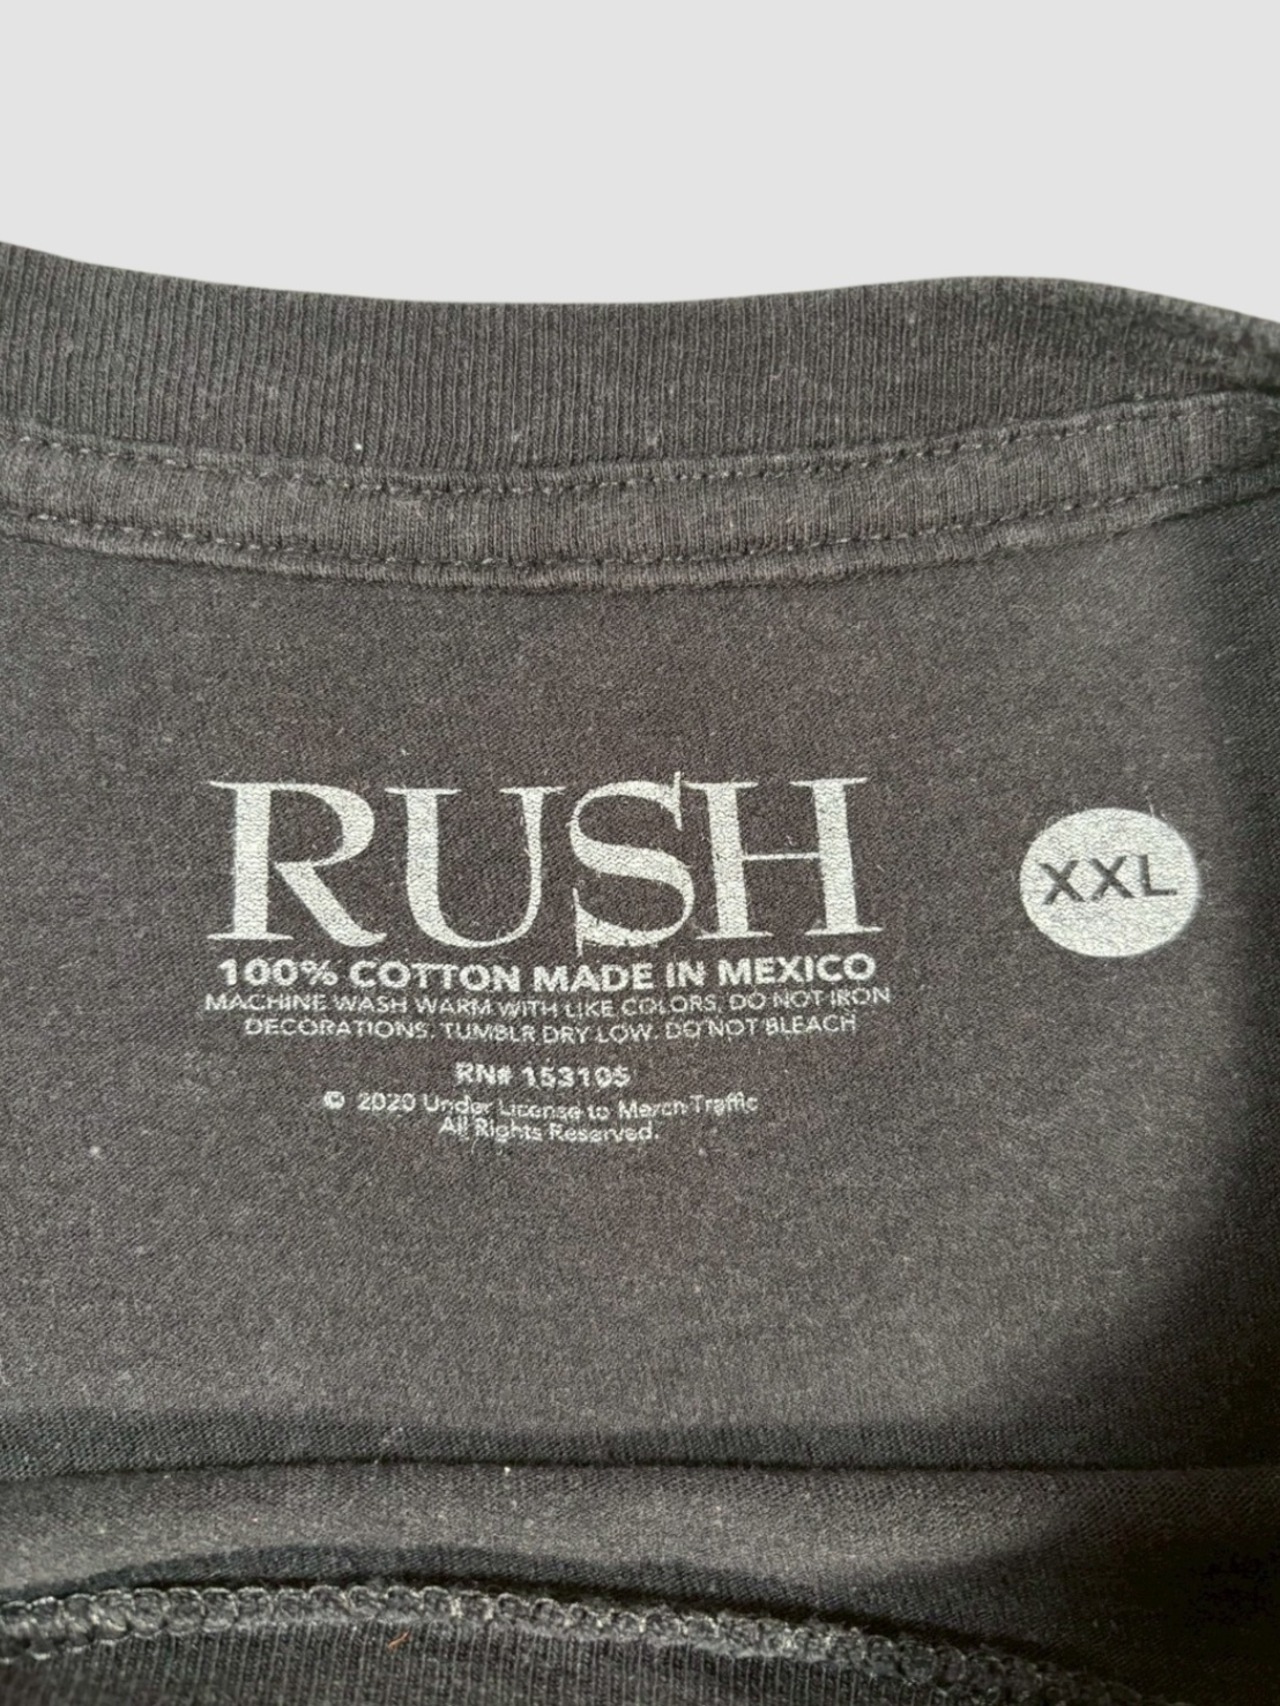 RUSH
XXL
100% COTTON MADE IN MEXICO
MACHINE WASH WARM WITH LIKE COLORS, DO NOT IRON
DECORATIONS. TUMBLR DRY LOW. DO NOT BLEACH
RN# 153105
© 2020 Under License to Merch Traffic
All Rights Reserved.